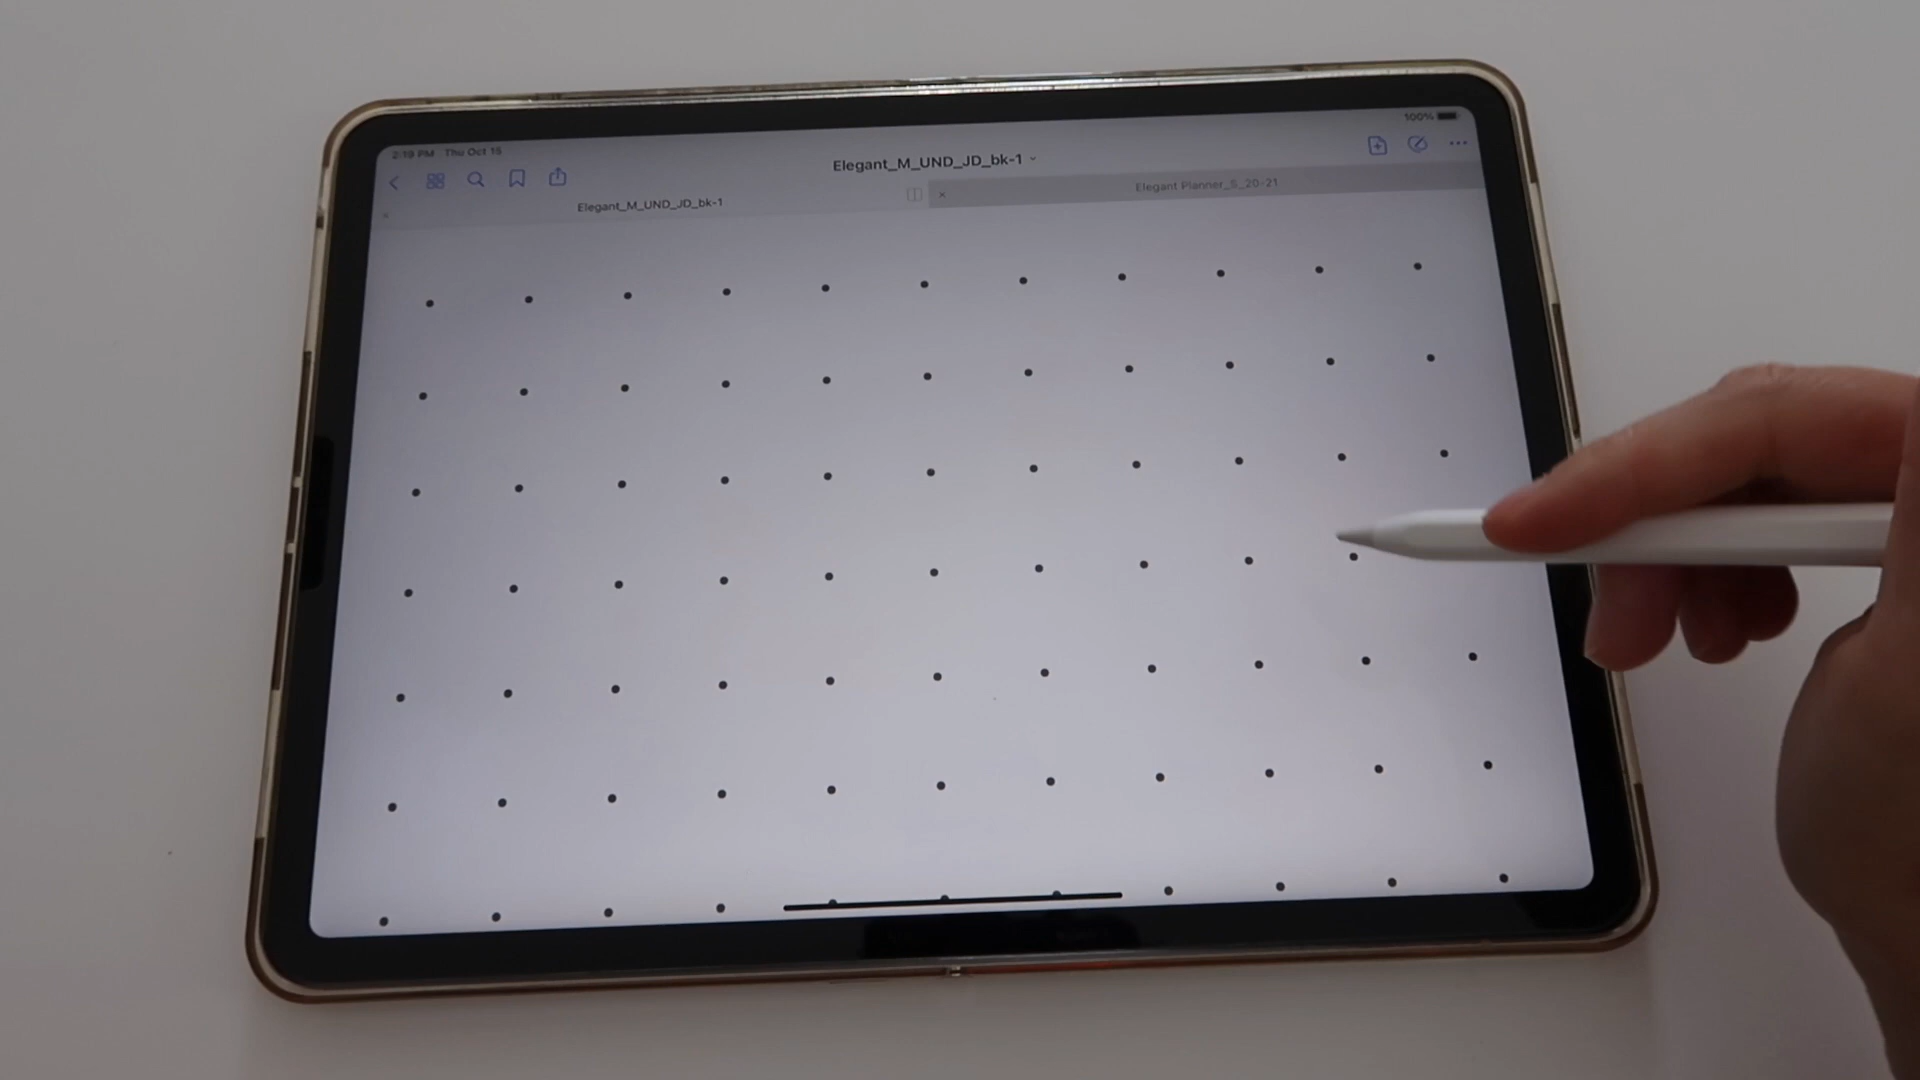 2:19 PM Thu Oct 15
100%
Elegant_M_UND_JD_bk-1
Elegant_M_UND_JD_bk-1
Elegant Planner_S_20-21